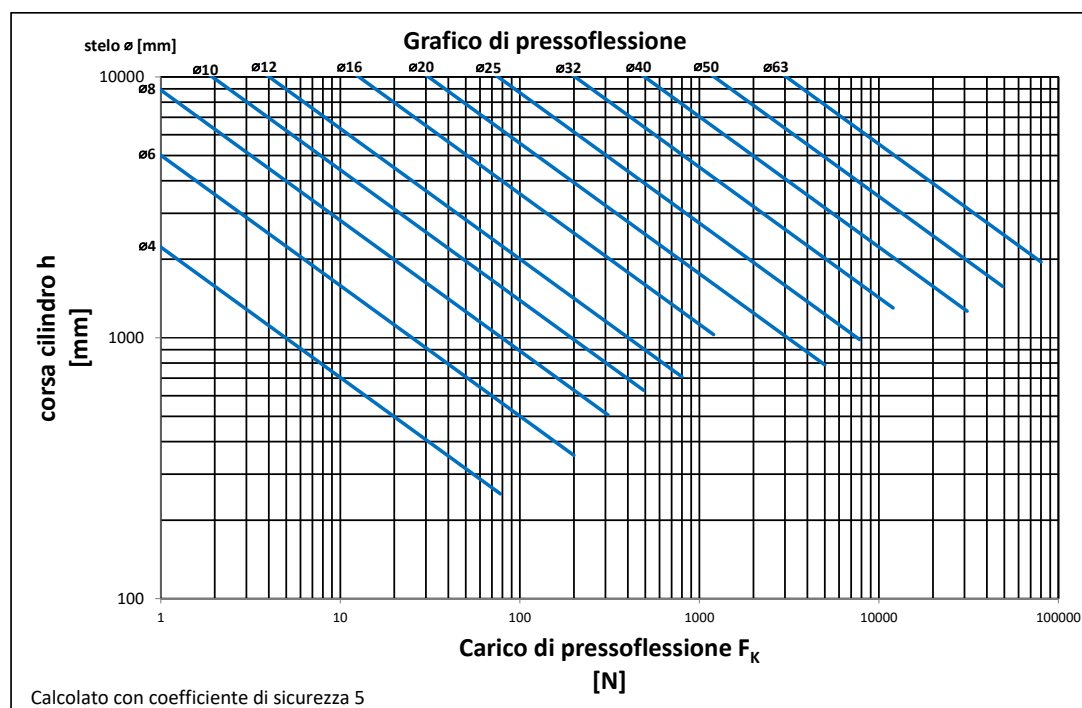 Grafico di pressoflessione
stelo ø [mm]
ø10 ø12 ø16 ø20 ø25 ø32 ø40 ø50 ø63
10000
ø8
ø6
ø4
1000
100
corsa cilindro h
[mm]
1 10 100 1000 10000 100000
Carico di pressoflessione FK
[N]
Calcolato con coefficiente di sicurezza 5